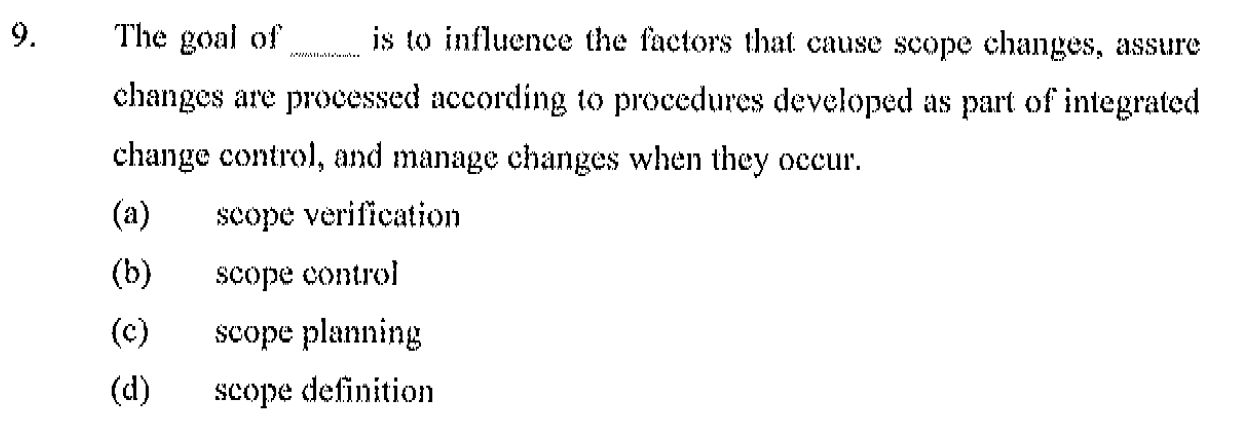 9. The goal of _____ is to influence the factors that cause scope changes, assure
changes are processed according to procedures developed as part of integrated
change control, and manage changes when they occur.
(a) scope verification
(b) scope control
(c) scope planning
(d) scope definition